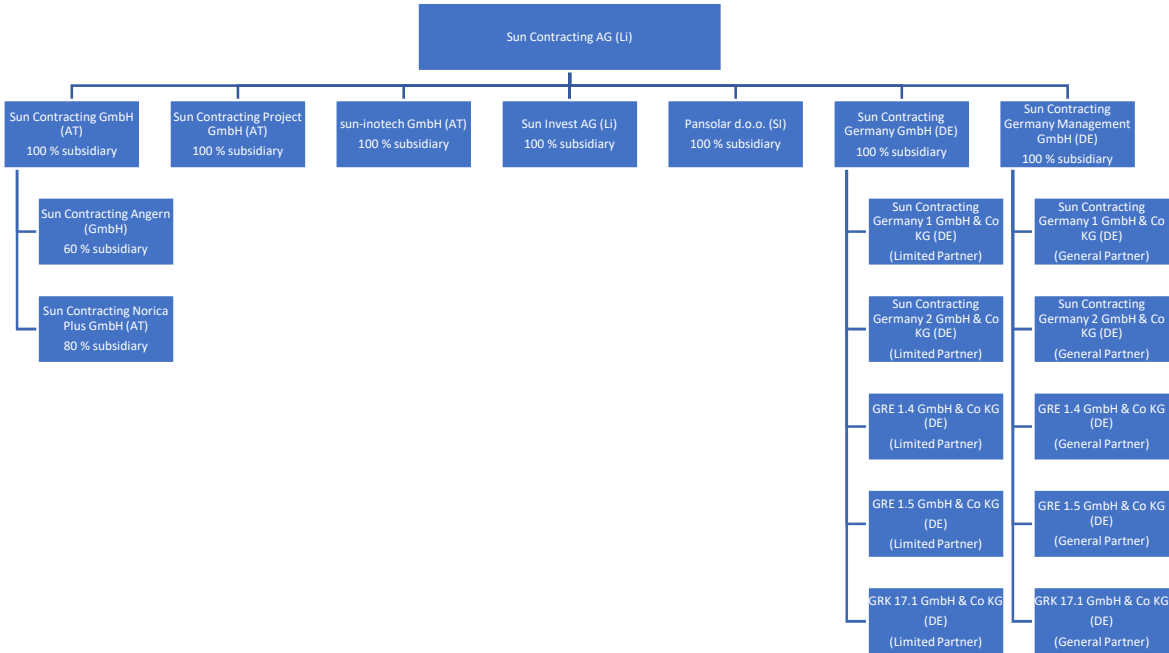 Sun Contracting AG (Li)
Sun Contracting GmbH
(AT)
100 % subsidiary
Sun Contracting Project
GmbH (AT)
100 % subsidiary
sun-inotech GmbH (AT)
100 % subsidiary
Sun Invest AG (Li)
100 % subsidiary
Pansolar d.o.o. (SI)
100 % subsidiary
Sun Contracting
Germany GmbH (DE)
100 % subsidiary
Sun Contracting
Germany Management
GmbH (DE)
100 % subsidiary
Sun Contracting Angern
(GmbH)
60 % subsidiary
Sun Contracting Norica
Plus GmbH (AT)
80 % subsidiary
Sun Contracting
Germany 1 GmbH & Co
KG (DE)
(Limited Partner)
Sun Contracting
Germany 2 GmbH & Co
KG (DE)
(Limited Partner)
GRE 1.4 GmbH & Co KG
(DE)
(Limited Partner)
GRE 1.5 GmbH & Co KG
(DE)
(Limited Partner)
GRK 17.1 GmbH & Co KG
(DE)
(Limited Partner)
Sun Contracting
Germany 1 GmbH & Co
KG (DE)
(General Partner)
Sun Contracting
Germany 2 GmbH & Co
KG (DE)
(General Partner)
GRE 1.4 GmbH & Co KG
(DE)
(General Partner)
GRE 1.5 GmbH & Co KG
(DE)
(General Partner)
GRK 17.1 GmbH & Co KG
(DE)
(General Partner)